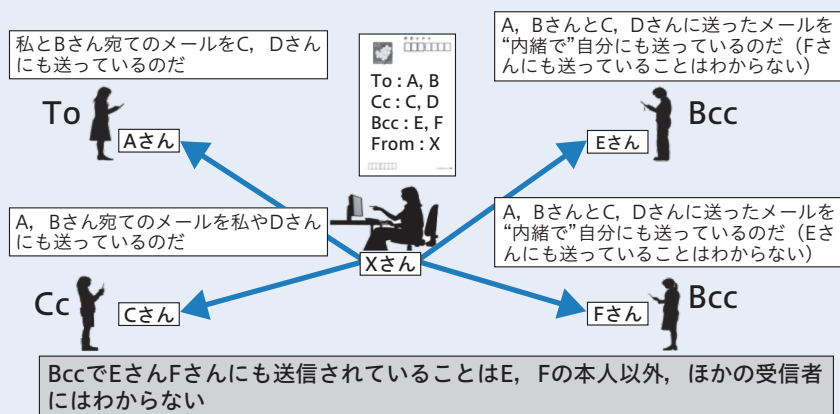 私とBさん宛てのメールをC，Dさん
にも送っているのだ
To
Aさん
To : A, B
Cc : C, D
Bcc : E, F
From : X
A，BさんとC，Dさんに送ったメールを
“内緒で”自分にも送っているのだ（Fさ
んにも送っていることはわからない）
Bcc
Eさん
A，Bさん宛てのメールを私やDさん
にも送っているのだ
Cc
Cさん
Xさん
A，BさんとC，Dさんに送ったメールを
“内緒で”自分にも送っているのだ（Eさ
んにも送っていることはわからない）
Bcc
Fさん
BccでEさんFさんにも送信されていることはE，Fの本人以外，ほかの受信者
にはわからない